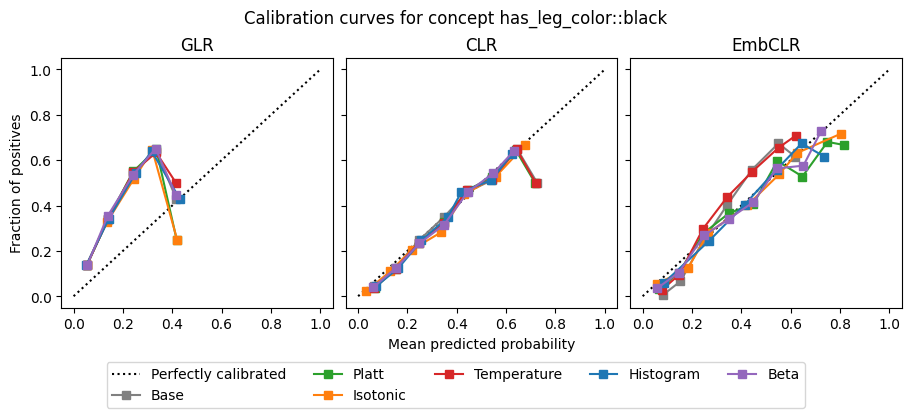 Calibration curves for concept has_leg_color::black
GLR
CLR
EmbCLR
Fraction of positives
1.0
0.8
0.6
0.4
0.2
0.0
0.0 0.2 0.4 0.6 0.8 1.0
0.0 0.2 0.4 0.6 0.8 1.0
0.0 0.2 0.4 0.6 0.8 1.0
Mean predicted probability
Perfectly calibrated Platt Temperature Histogram Beta
Base Isotonic